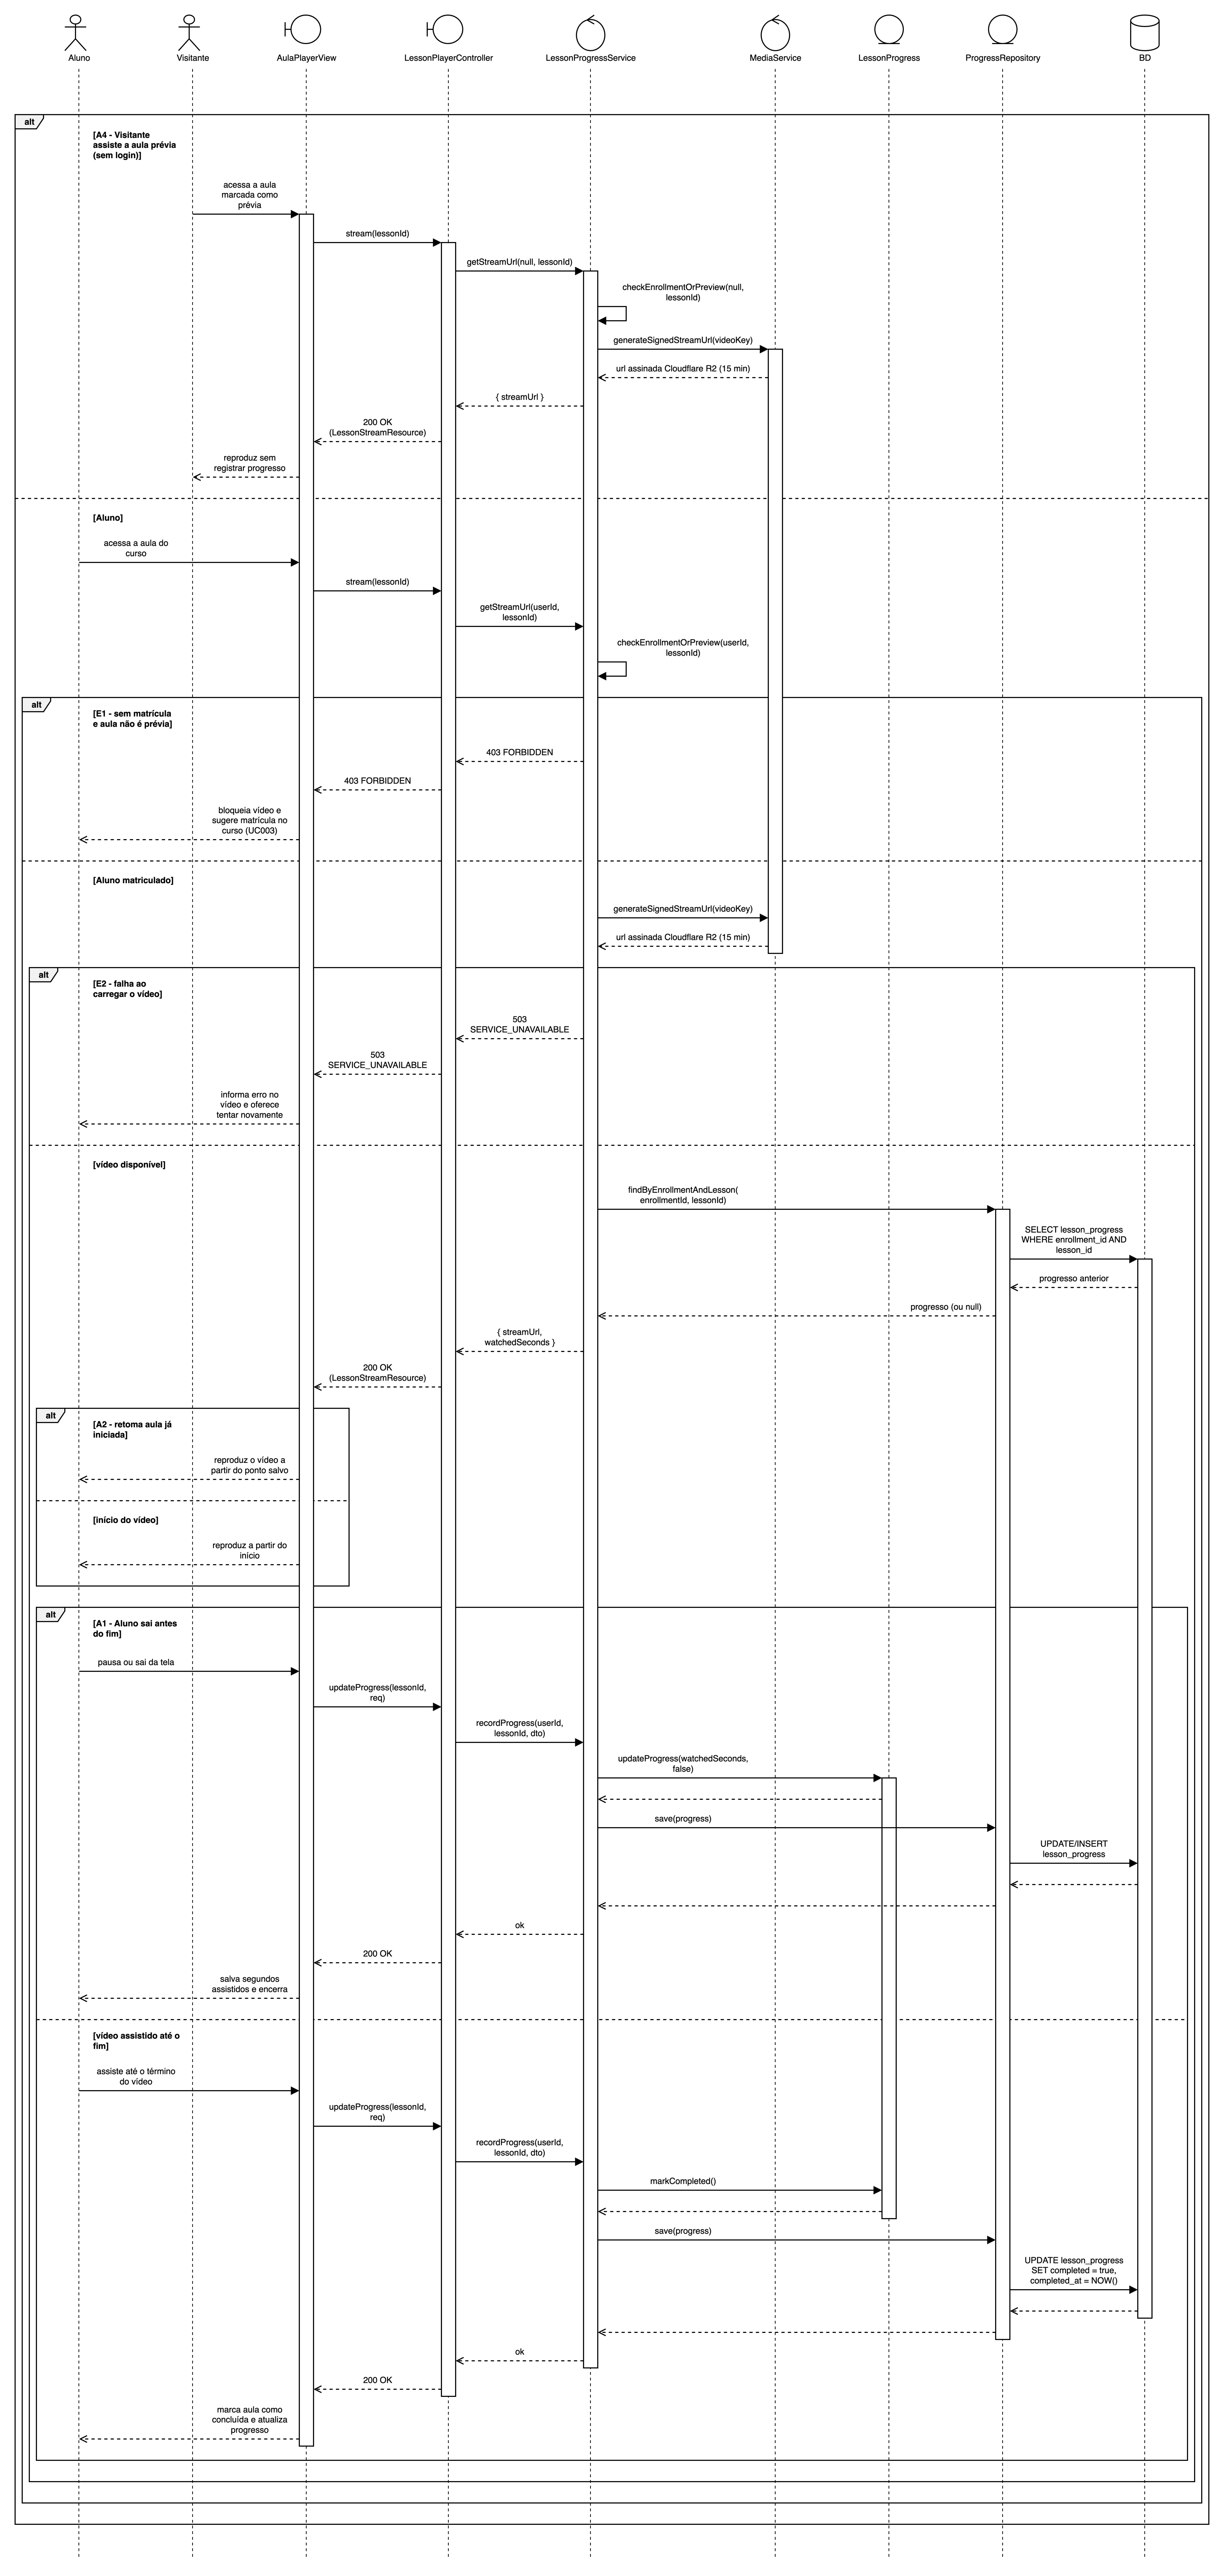 Aluno
Visitante
AulaPlayerView
LessonPlayerController
LessonProgressService
MediaService
LessonProgress
ProgressRepository
BD
alt
[A4 - Visitante
assiste a aula prévia
(sem login)]
acessa a aula
marcada como
prévia
stream(lessonId)
getStreamUrl(null, lessonId)
checkEnrollmentOrPreview(null,
lessonId)
generateSignedStreamUrl(videoKey)
url assinada Cloudflare R2 (15 min)
{ streamUrl }
200 OK
(LessonStreamResource)
reproduz sem
registrar progresso
[Aluno]
acessa a aula do
curso
stream(lessonId)
getStreamUrl(userId,
lessonId)
checkEnrollmentOrPreview(userId,
lessonId)
alt
[E1 - sem matrícula
e aula não é prévia]
403 FORBIDDEN
403 FORBIDDEN
bloqueia vídeo e
sugere matrícula no
curso (UC003)
[Aluno matriculado]
generateSignedStreamUrl(videoKey)
url assinada Cloudflare R2 (15 min)
alt
[E2 - falha ao
carregar o vídeo]
503
SERVICE_UNAVAILABLE
503
SERVICE_UNAVAILABLE
informa erro no
vídeo e oferece
tentar novamente
[vídeo disponível]
findByEnrollmentAndLesson(
enrollmentId, lessonId)
SELECT lesson_progress
WHERE enrollment_id AND
lesson_id
progresso anterior
progresso (ou null)
{ streamUrl,
watchedSeconds }
200 OK
(LessonStreamResource)
alt
[A2 - retoma aula já
iniciada]
reproduz o vídeo a
partir do ponto salvo
[início do vídeo]
reproduz a partir do
início
alt
[A1 - Aluno sai antes
do fim]
pausa ou sai da tela
updateProgress(lessonId,
req)
recordProgress(userId,
lessonId, dto)
updateProgress(watchedSeconds,
false)
save(progress)
UPDATE/INSERT
lesson_progress
ok
200 OK
salva segundos
assistidos e encerra
[vídeo assistido até o
fim]
assiste até o término
do vídeo
updateProgress(lessonId,
req)
recordProgress(userId,
lessonId, dto)
markCompleted()
save(progress)
UPDATE lesson_progress
SET completed = true,
completed_at = NOW()
ok
200 OK
marca aula como
concluída e atualiza
progresso